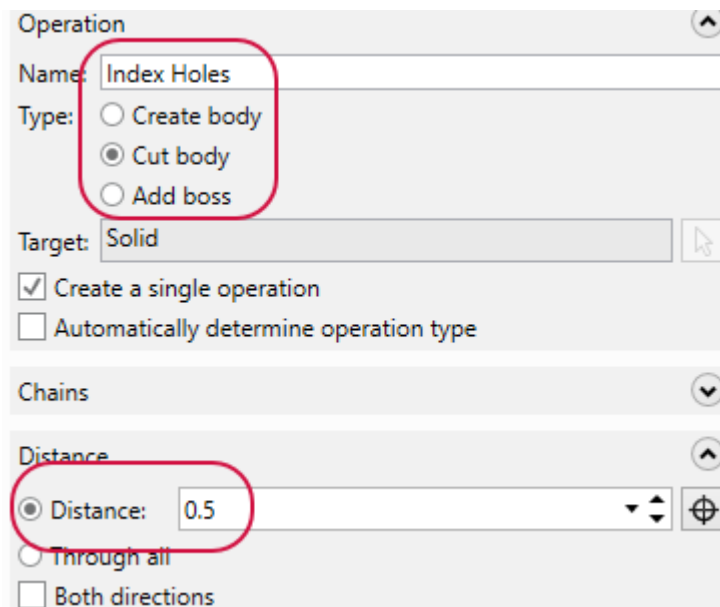 Operation
Name: Index Holes
Type: Create body
Cut body
Add boss
Target: Solid
Create a single operation
Automatically determine operation type
Chains
Distance
Distance: 0.5
Through all
Both directions